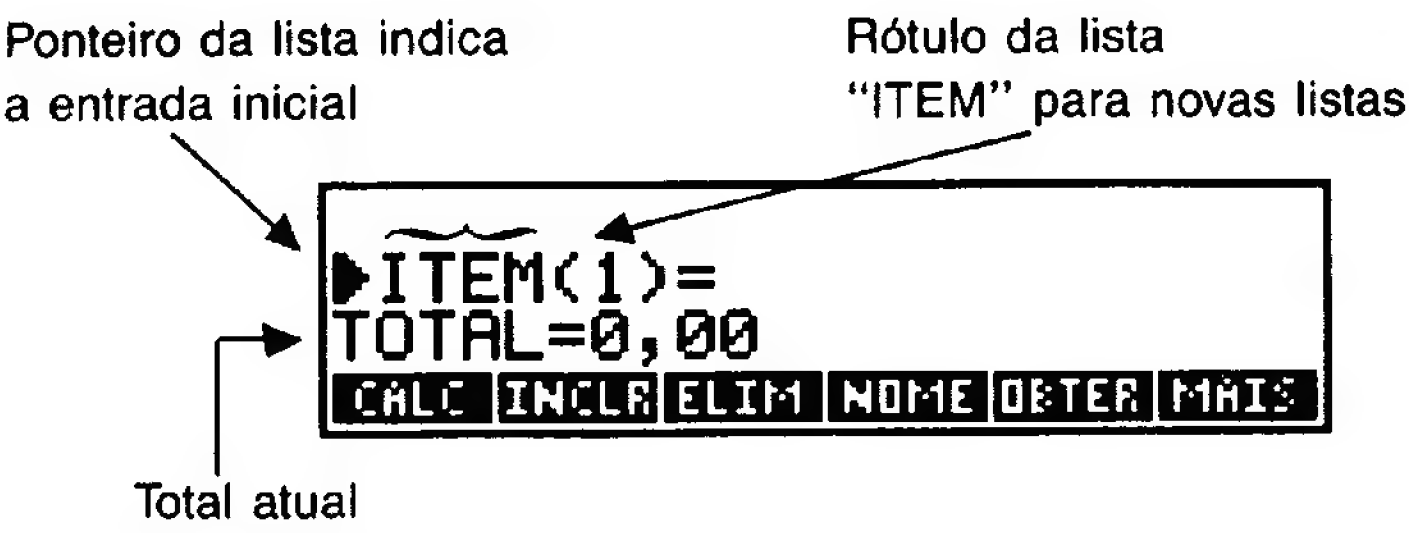 Ponteiro da lista indica
a entrada inicial
Rótulo da lista
“ITEM” para novas listas
ITEM(1)=
TOTAL=0,00
CALC INCLR ELIM NOME OBTER MAIS
Total atual